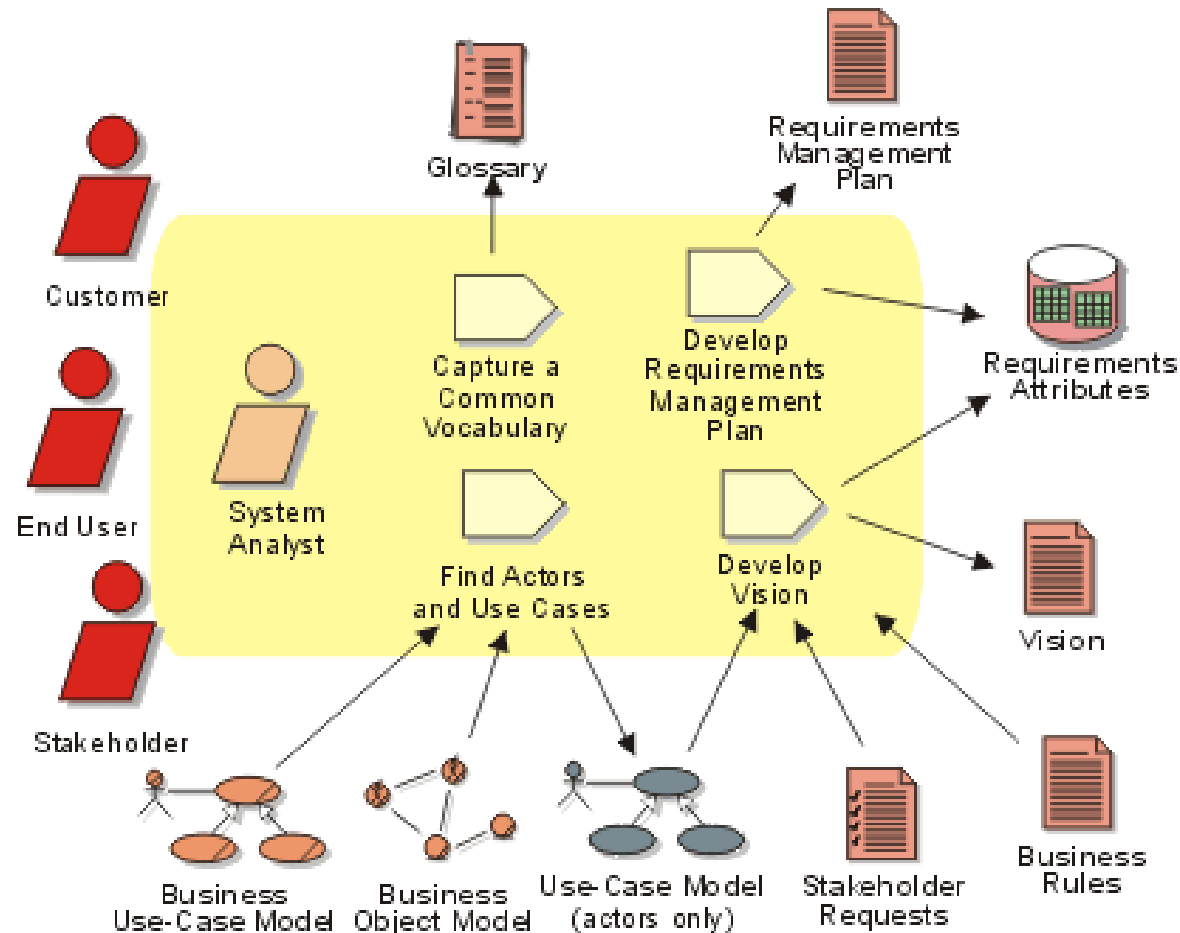 Glossary
Requirements
Management
Plan
Customer
Capture a
Common
Vocabulary
Develop
Requirements
Management
Plan
Requirements
Attributes
End User
System
Analyst
Find Actors
and Use Cases
Develop
Vision
Vision
Stakeholder
Business
Use-Case Model
Business
Object Model
Use-Case Model
(actors only)
Stakeholder
Requests
Business
Rules